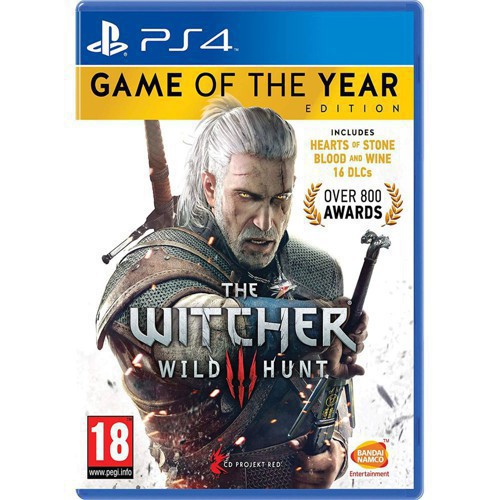 PS4
GAME OF THE YEAR
EDITION
INCLUDES
HEARTS OF STONE
BLOOD AND WINE
16 DLCs
OVER 800
AWARDS
THE
WITCHER
WILD III HUNT
18
www.pegi.info
CD PROJEKT RED
BANDAI
NAMCO
Entertainment